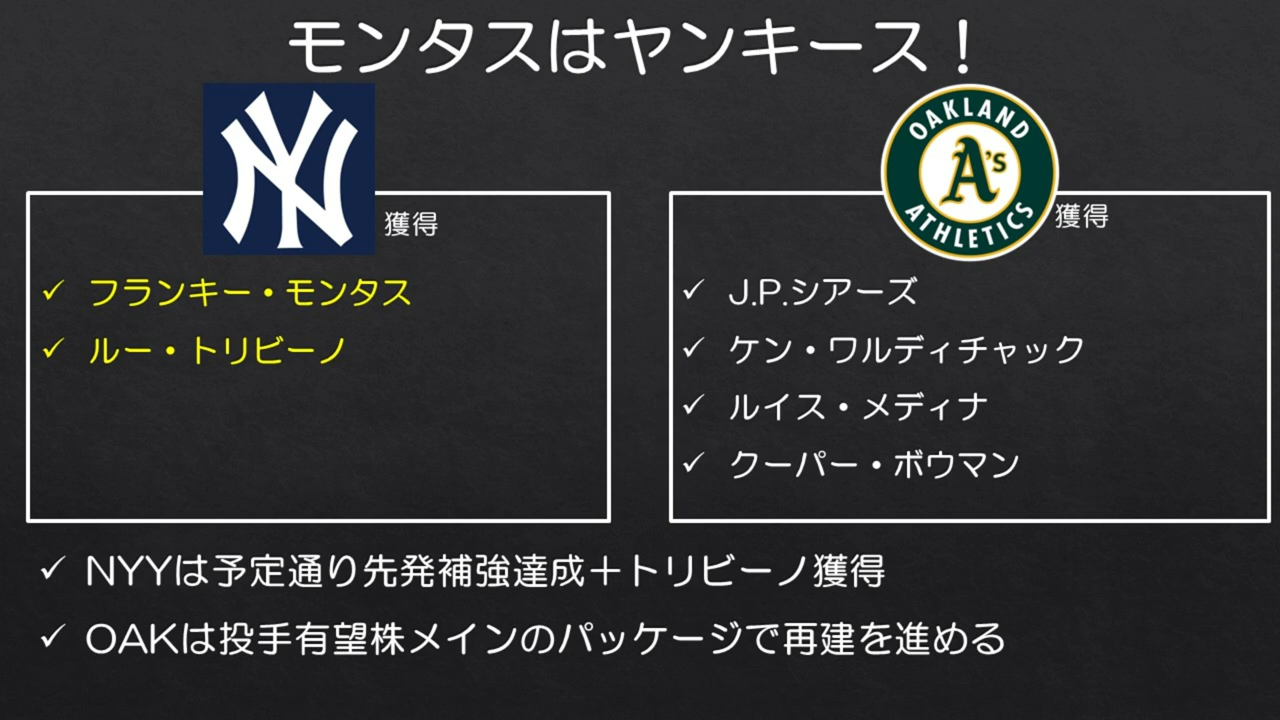 モンタスはヤンキース！
NY
獲得
フランキー・モンタス
ルー・トリビーノ
OAKLAND
A's
ATHLETICS
獲得
J.P.シアーズ
ケン・ワルディチャック
ルイス・メディナ
クーパー・ボウマン
NYYは予定通り先発補強達成＋トリビーノ獲得
OAKは投手有望株メインのパッケージで再建を進める